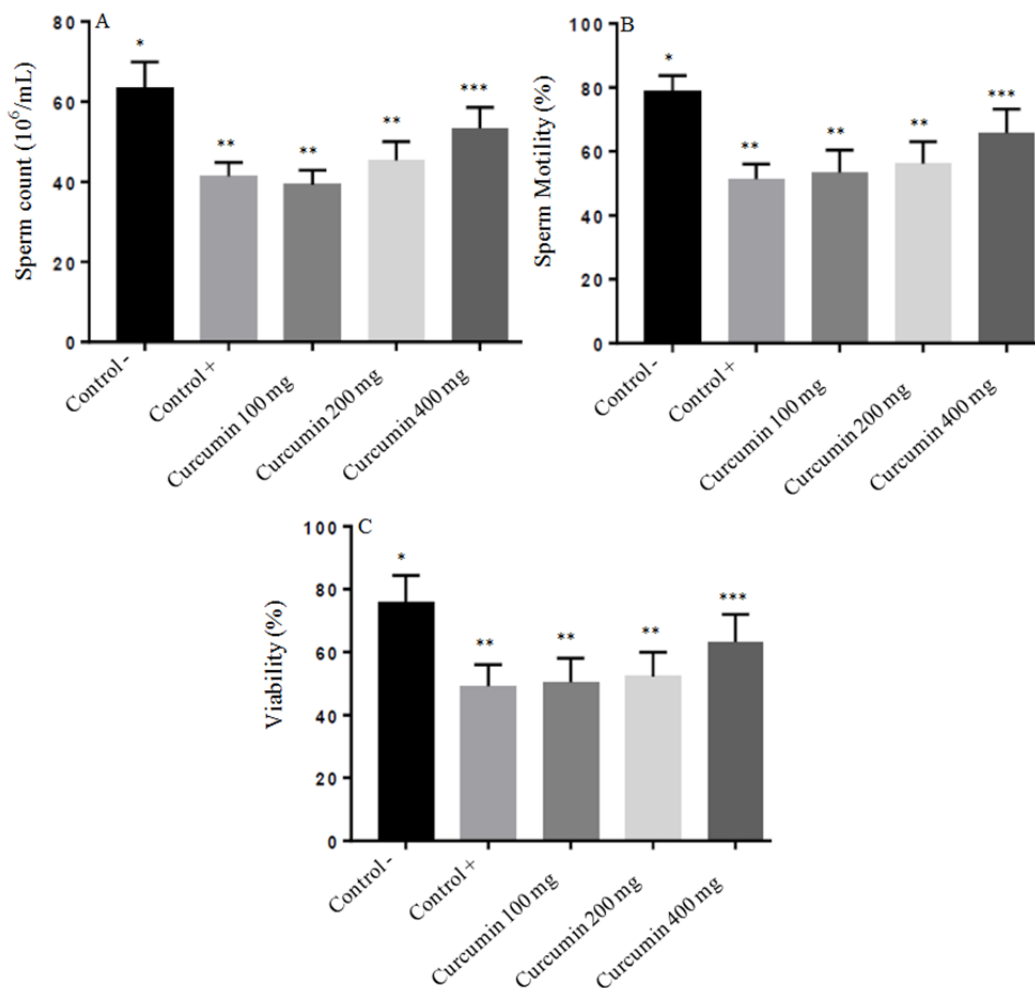 A
Sperm count (10⁶/mL)
80
60
40
20
0
*
**
**
**
***
Control -
Control +
Curcumin 100 mg
Curcumin 200 mg
Curcumin 400 mg
B
Sperm Motility (%)
100
80
60
40
20
0
*
**
**
**
***
Control -
Control +
Curcumin 100 mg
Curcumin 200 mg
Curcumin 400 mg
C
Viability (%)
100
80
60
40
20
0
*
**
**
**
***
Control -
Control +
Curcumin 100 mg
Curcumin 200 mg
Curcumin 400 mg